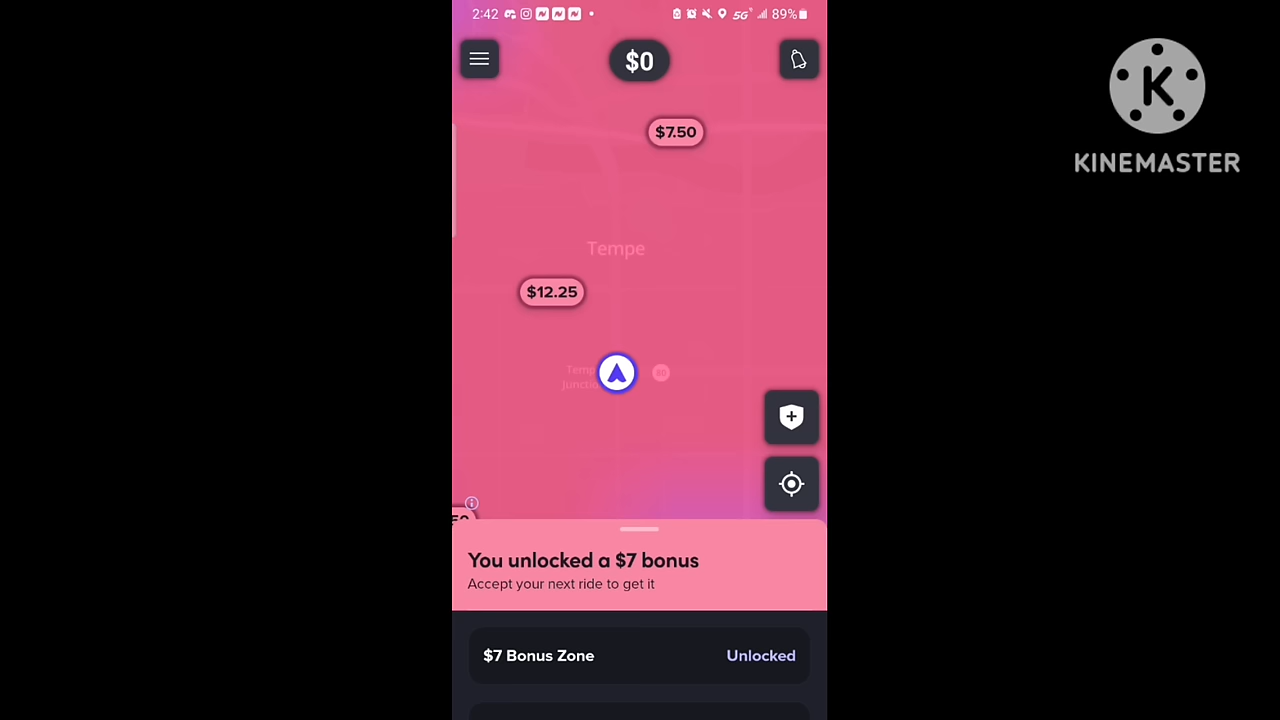 2:42
5G
89%
$0
$7.50
Tempe
$12.25
You unlocked a $7 bonus
Accept your next ride to get it
$7 Bonus Zone
Unlocked
K
KINEMASTER